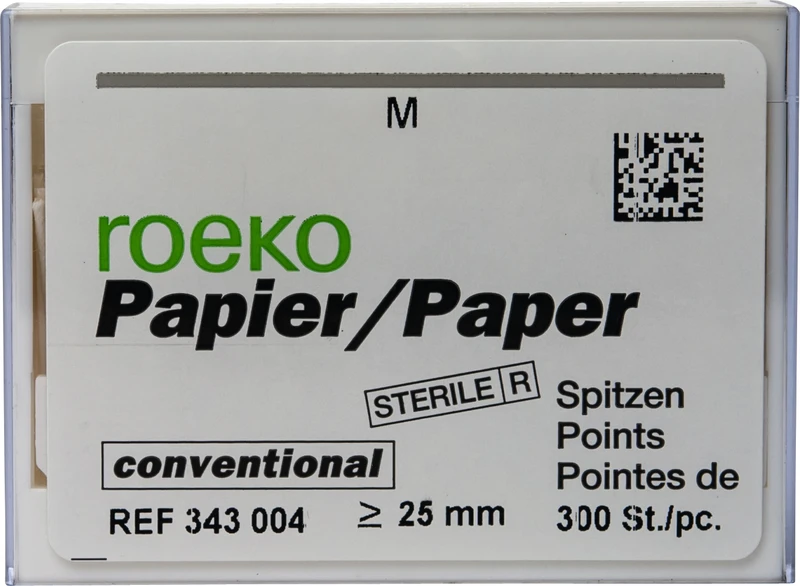 M
roeko
Papier/Paper
STERILE R
Spitzen
Points
Pointes de
conventional
REF 343 004
≥ 25 mm
300 St./pc.